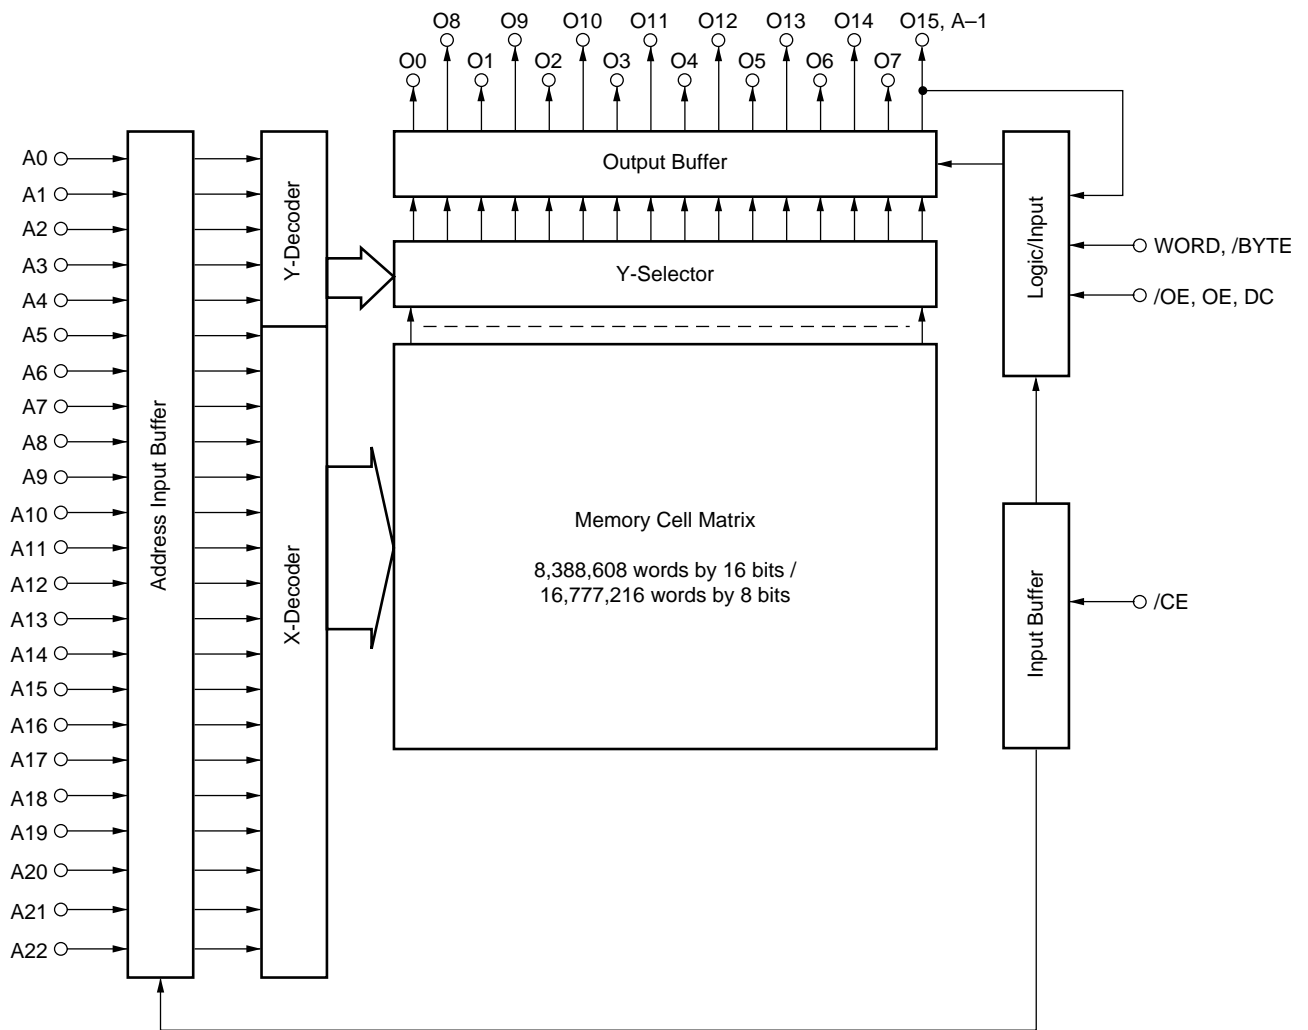 O8 O9 O10 O11 O12 O13 O14 O15, A–1
O0 O1 O2 O3 O4 O5 O6 O7
A0
A1
A2
A3
A4
A5
A6
A7
A8
A9
A10
A11
A12
A13
A14
A15
A16
A17
A18
A19
A20
A21
A22
Address Input Buffer
Y-Decoder
X-Decoder
Output Buffer
Y-Selector
Memory Cell Matrix
8,388,608 words by 16 bits /
16,777,216 words by 8 bits
Logic/Input
WORD, /BYTE
/OE, OE, DC
Input Buffer
/CE